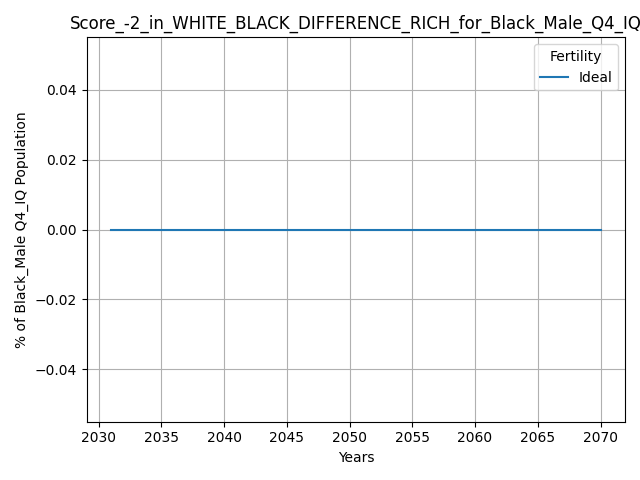 Score_-2_in_WHITE_BLACK_DIFFERENCE_RICH_for_Black_Male_Q4_IQ
Fertility
Ideal
0.04
0.02
0.00
−0.02
−0.04
% of Black_Male Q4_IQ Population
2030 2035 2040 2045 2050 2055 2060 2065 2070
Years